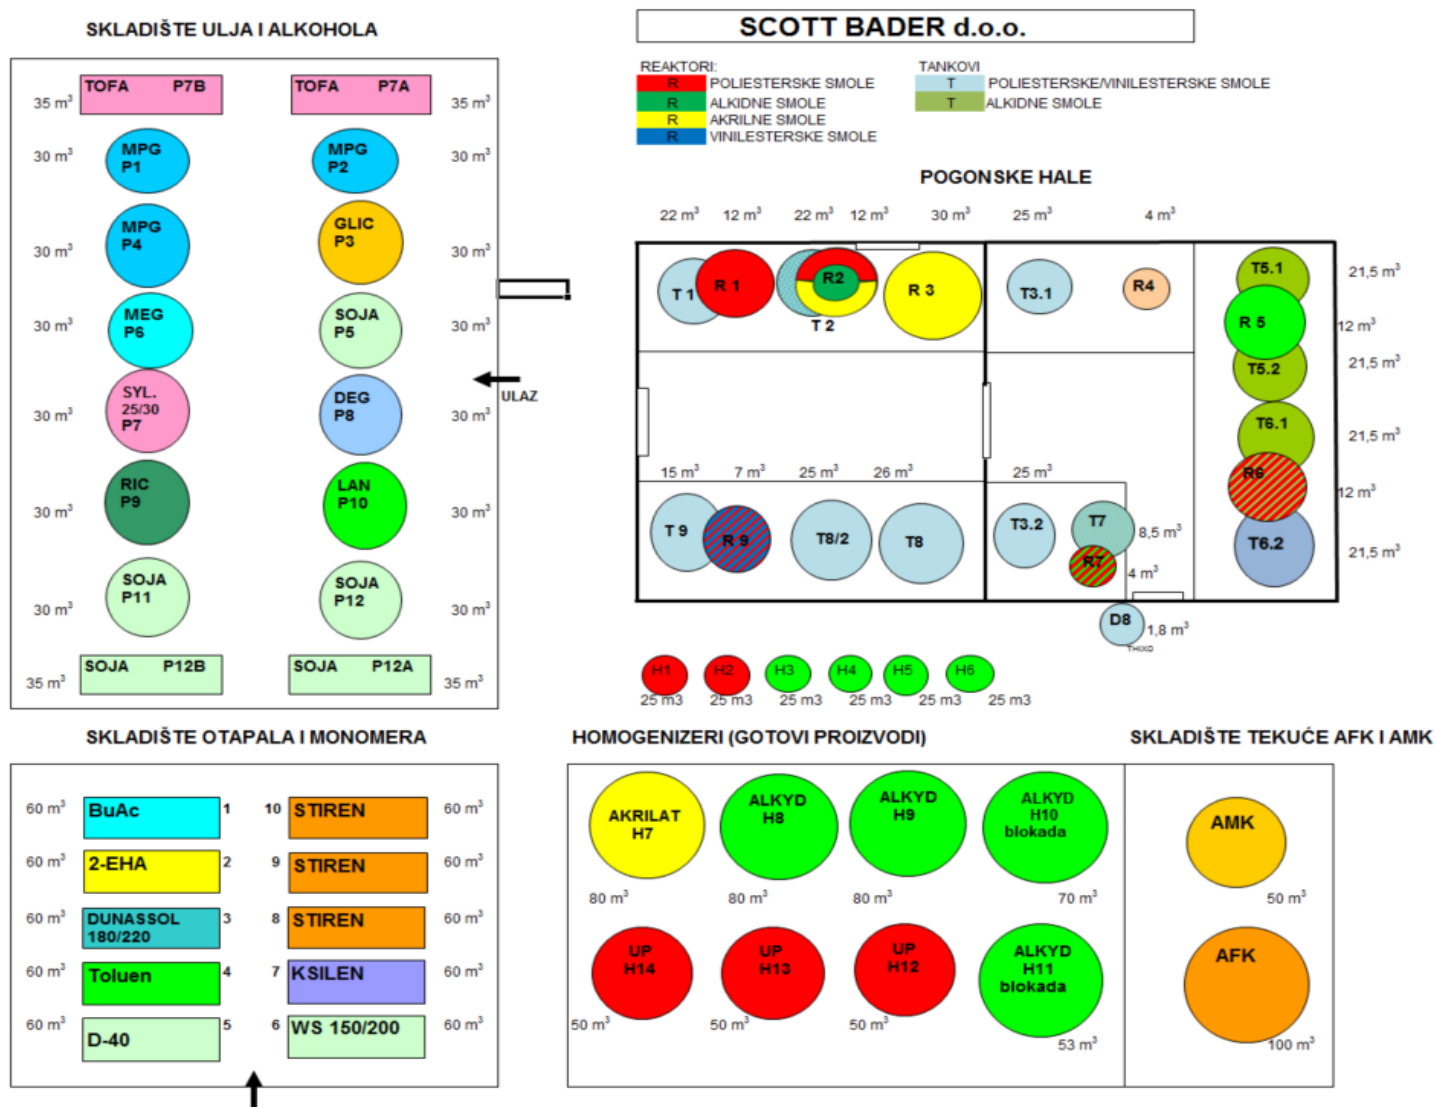 SKLADIŠTE ULJA I ALKOHOLA
TOFA P7B
TOFA P7A
35 m³
35 m³
MPG
P1
MPG
P2
30 m³
30 m³
MPG
P4
GLIC
P3
30 m³
30 m³
MEG
P6
SOJA
P5
30 m³
30 m³
SYL.
25/30
P7
DEG
P8
30 m³
30 m³
ULAZ
RIC
P9
LAN
P10
30 m³
30 m³
SOJA
P11
SOJA
P12
30 m³
30 m³
SOJA P12B
SOJA P12A
35 m³
35 m³
SCOTT BADER d.o.o.
REAKTORI:
R POLIESTERSKE SMOLE
R ALKIDNE SMOLE
R AKRILNE SMOLE
R VINILESTERSKE SMOLE
TANKOVI
T POLIESTERSKE/VINILESTERSKE SMOLE
T ALKIDNE SMOLE
POGONSKE HALE
22 m³ 12 m³ 22 m³ 12 m³ 30 m³ 25 m³ 4 m³
T 1
R 1
R2
T 2
R 3
T3.1
R4
T5.1
21,5 m³
R 5
12 m³
T5.2
21,5 m³
T6.1
21,5 m³
R6
12 m³
T6.2
21,5 m³
15 m³ 7 m³ 25 m³ 26 m³ 25 m³
T 9
R 9
T8/2
T8
T3.2
T7
8,5 m³
R7
4 m³
D8
1,8 m³
THIXO
H1 H2 H3 H4 H5 H6
25 m3 25 m3 25 m3 25 m3 25 m3 25 m3
SKLADIŠTE OTAPALA I MONOMERA
60 m³ BuAc 1 10 STIREN 60 m³
60 m³ 2-EHA 2 9 STIREN 60 m³
60 m³ DUNASSOL 3 8 STIREN 60 m³
180/220
60 m³ Toluen 4 7 KSILEN 60 m³
60 m³ D-40 5 6 WS 150/200 60 m³
HOMOGENIZERI (GOTOVI PROIZVODI)
AKRILAT
H7
ALKYD
H8
ALKYD
H9
ALKYD
H10
blokada
80 m³ 80 m³ 80 m³ 70 m³
UP
H14
UP
H13
UP
H12
ALKYD
H11
blokada
50 m³ 50 m³ 50 m³ 53 m³
SKLADIŠTE TEKUĆE AFK I AMK
AMK
50 m³
AFK
100 m³